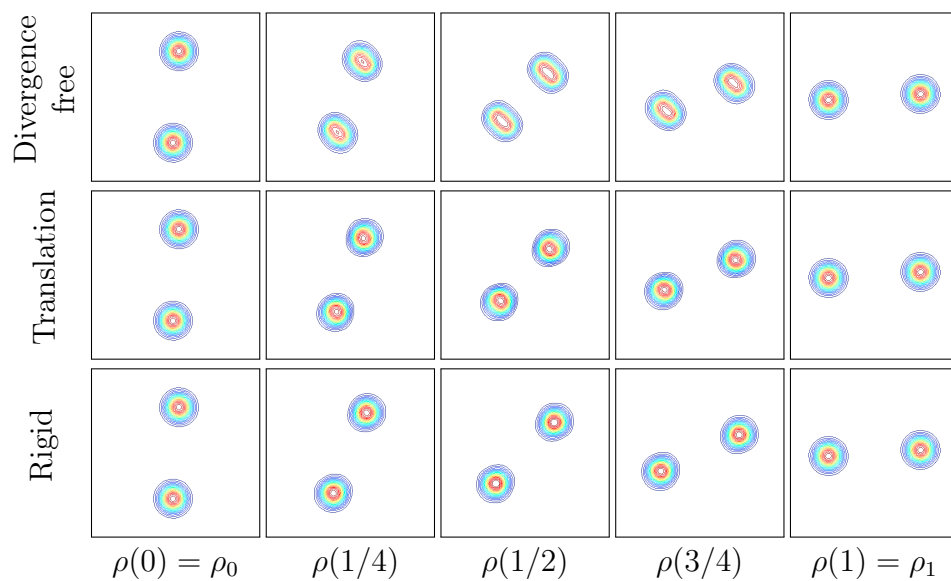 Divergence
free
Translation
Rigid
ρ(0) = ρ₀
ρ(1/4)
ρ(1/2)
ρ(3/4)
ρ(1) = ρ₁